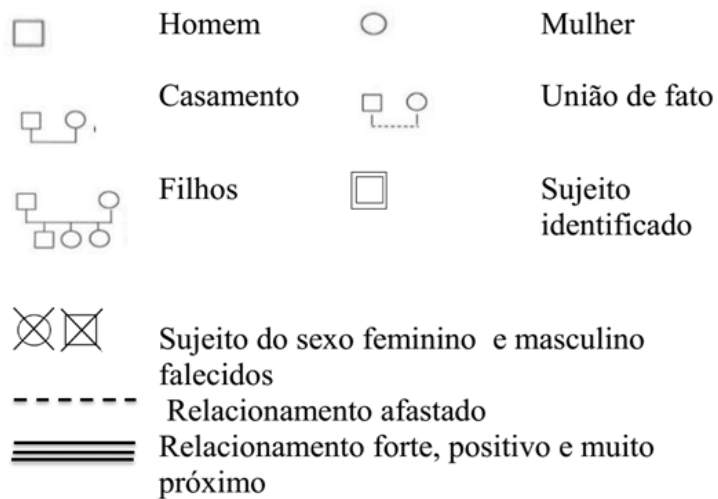 Homem Mulher
Casamento União de fato
Filhos Sujeito
identificado
Sujeito do sexo feminino e masculino
falecidos
Relacionamento afastado
Relacionamento forte, positivo e muito
próximo